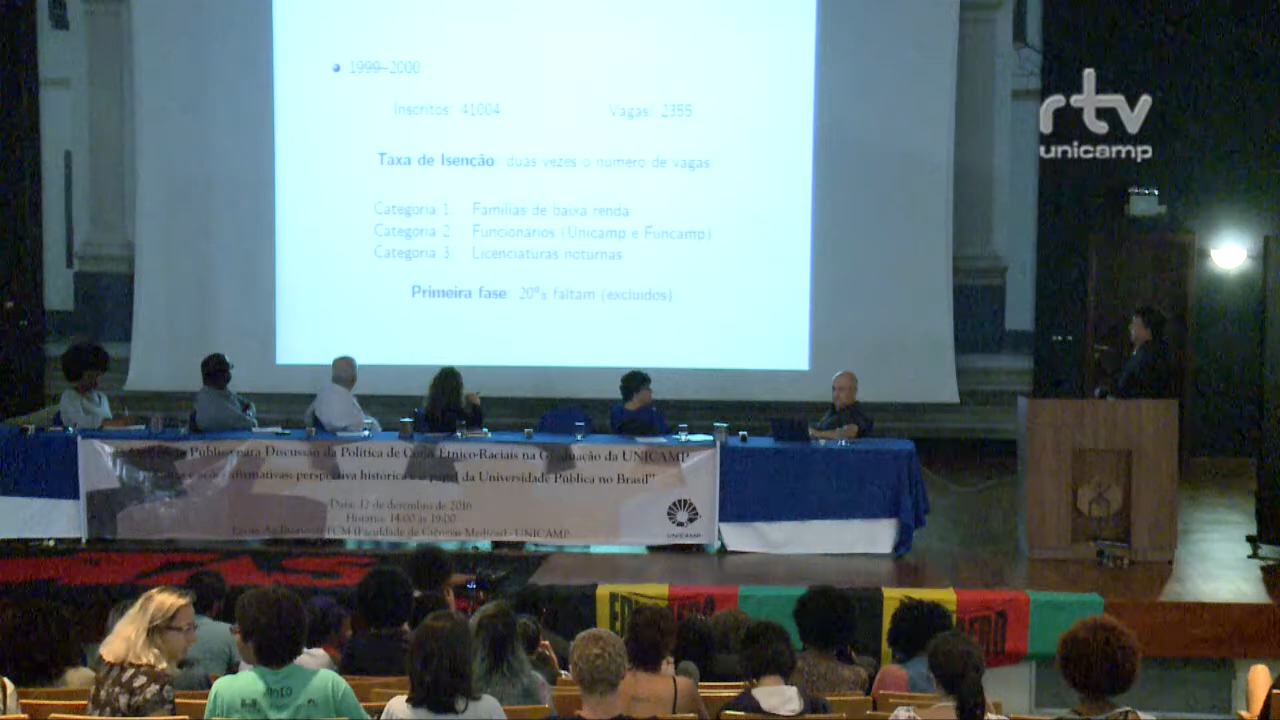 1999–2000
Inscritos: 41004 Vagas: 2355
Taxa de Isenção: duas vezes o número de vagas
Categoria 1: Famílias de baixa renda
Categoria 2: Funcionários (Unicamp e Funcamp)
Categoria 3: Licenciaturas noturnas
Primeira fase: 20% faltam (excluídos)
rtv
unicamp
Pública para Discussão da Política de Cotas Étnico-Raciais na Graduação da UNICAMP
afirmativas: perspectiva histórica e papel da Universidade Pública no Brasil"
Data: 12 de dezembro de 2016
Horário: 14:00 às 19:00
FCM (Faculdade de Ciências Médicas) - UNICAMP
UNICAMP